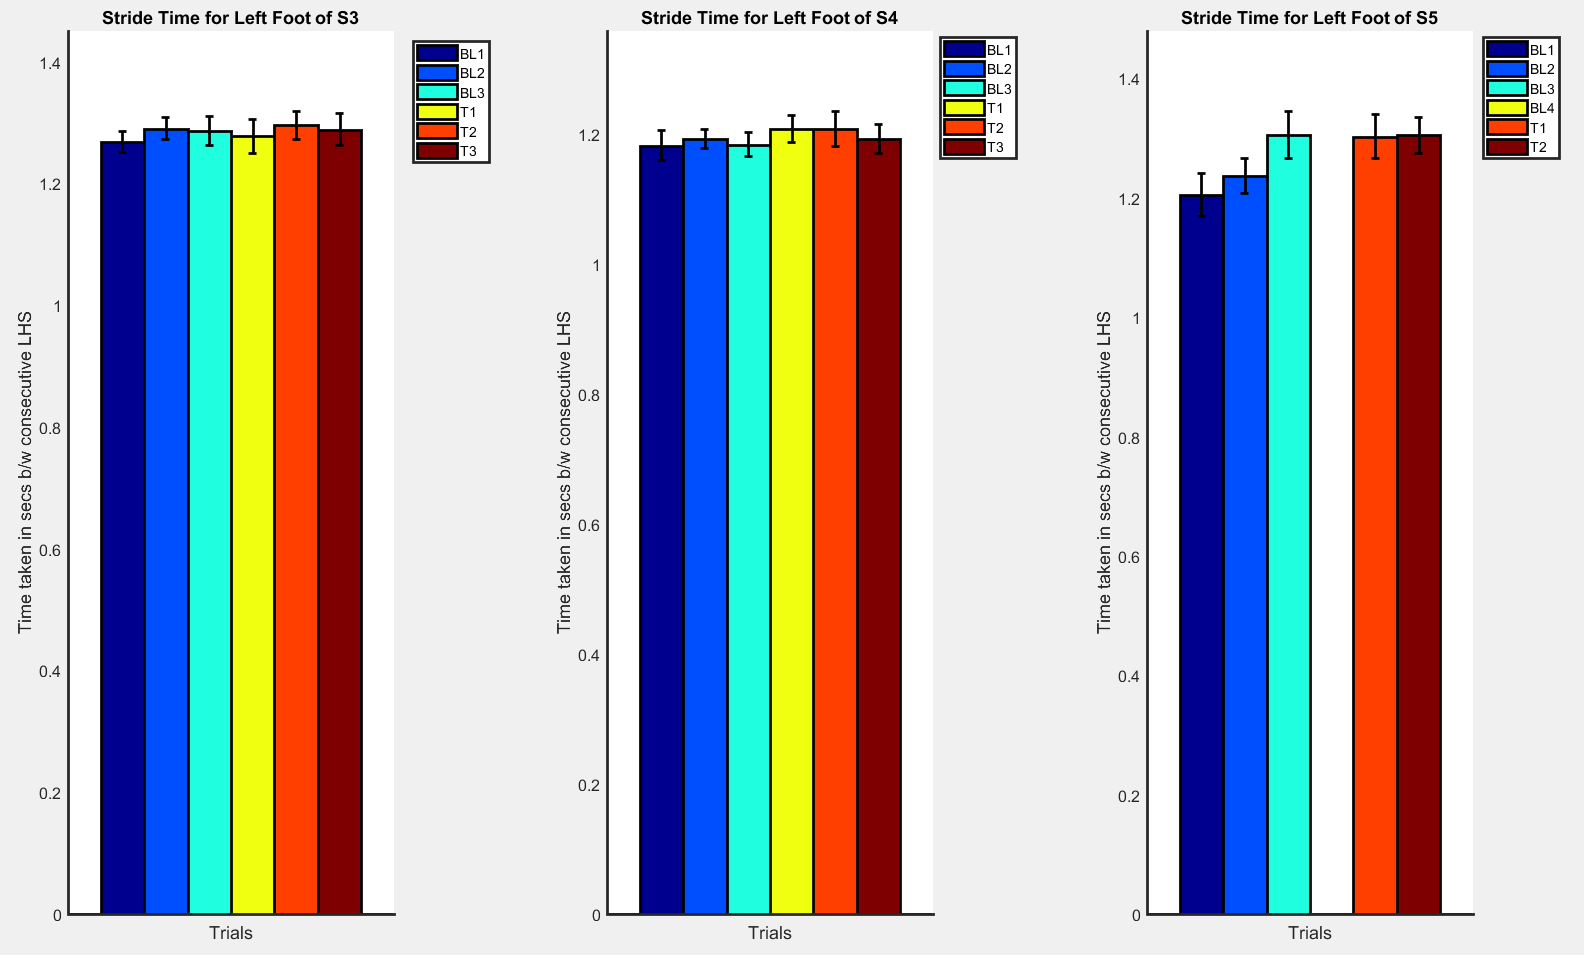 Stride Time for Left Foot of S3
Time taken in secs b/w consecutive LHS
1.4
1.2
1
0.8
0.6
0.4
0.2
0
Trials
BL1
BL2
BL3
T1
T2
T3
Stride Time for Left Foot of S4
Time taken in secs b/w consecutive LHS
1.2
1
0.8
0.6
0.4
0.2
0
Trials
BL1
BL2
BL3
T1
T2
T3
Stride Time for Left Foot of S5
Time taken in secs b/w consecutive LHS
1.4
1.2
1
0.8
0.6
0.4
0.2
0
Trials
BL1
BL2
BL3
BL4
T1
T2